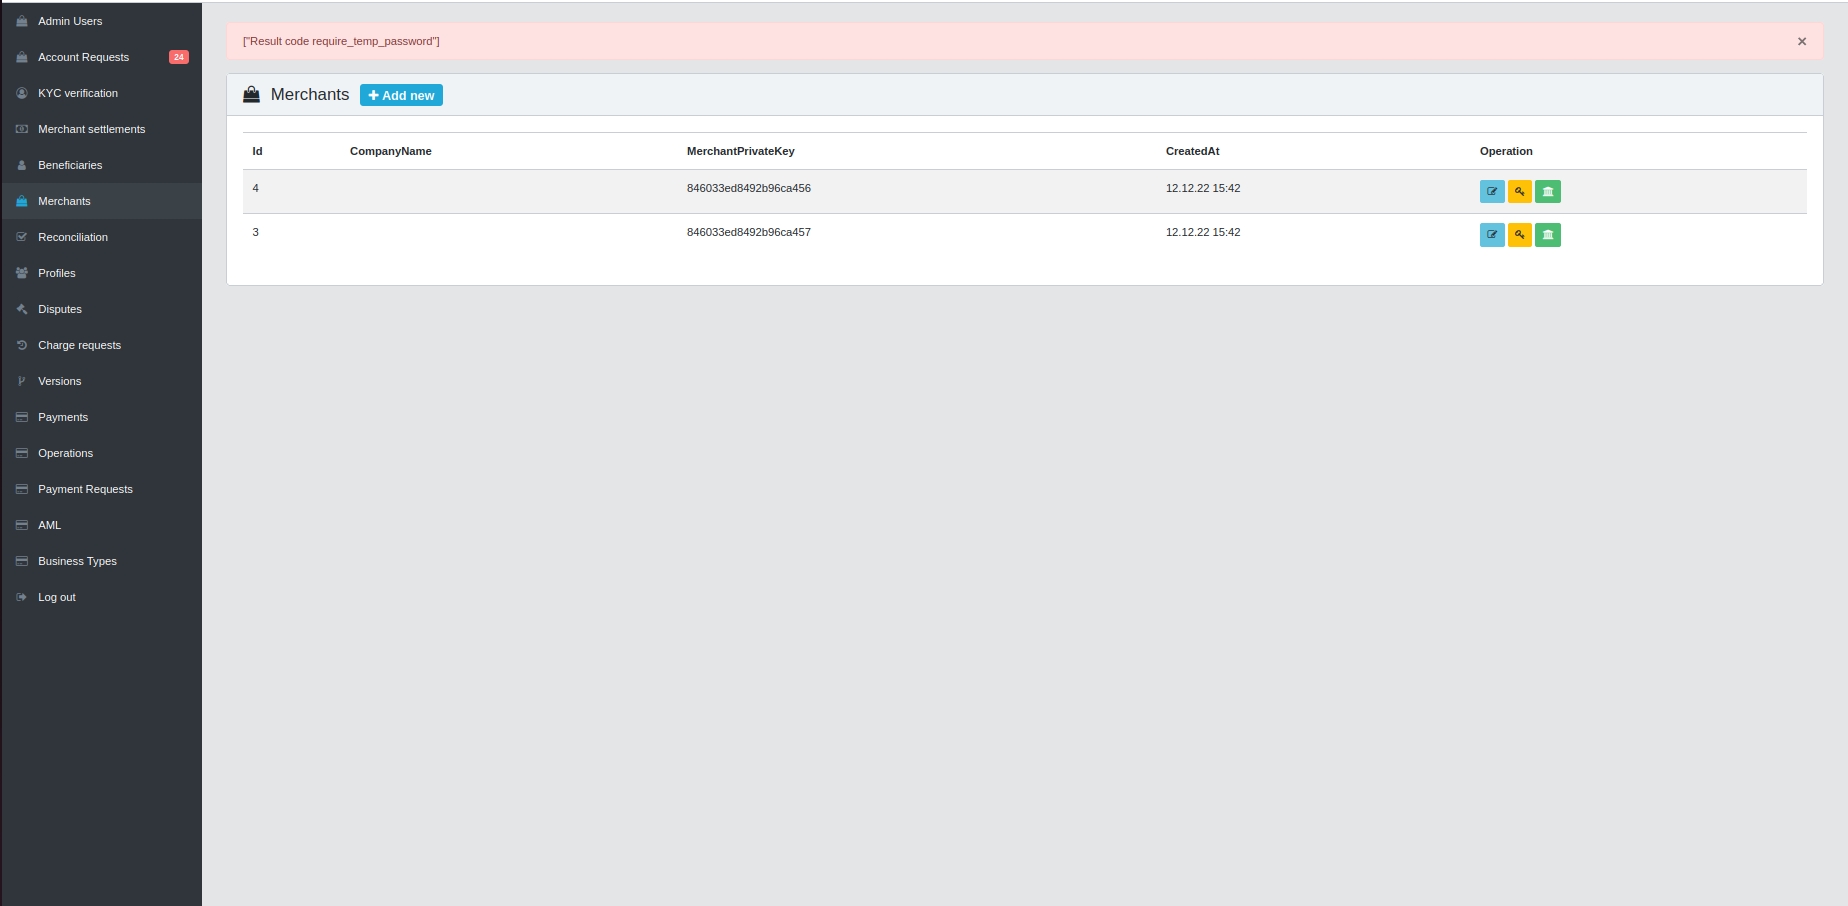 Admin Users
Account Requests 24
KYC verification
Merchant settlements
Beneficiaries
Merchants
Reconciliation
Profiles
Disputes
Charge requests
Versions
Payments
Operations
Payment Requests
AML
Business Types
Log out
["Result code require_temp_password"] ×
Merchants Add new
Id CompanyName MerchantPrivateKey CreatedAt Operation
4 846033ed8492b96ca456 12.12.22 15:42
3 846033ed8492b96ca457 12.12.22 15:42